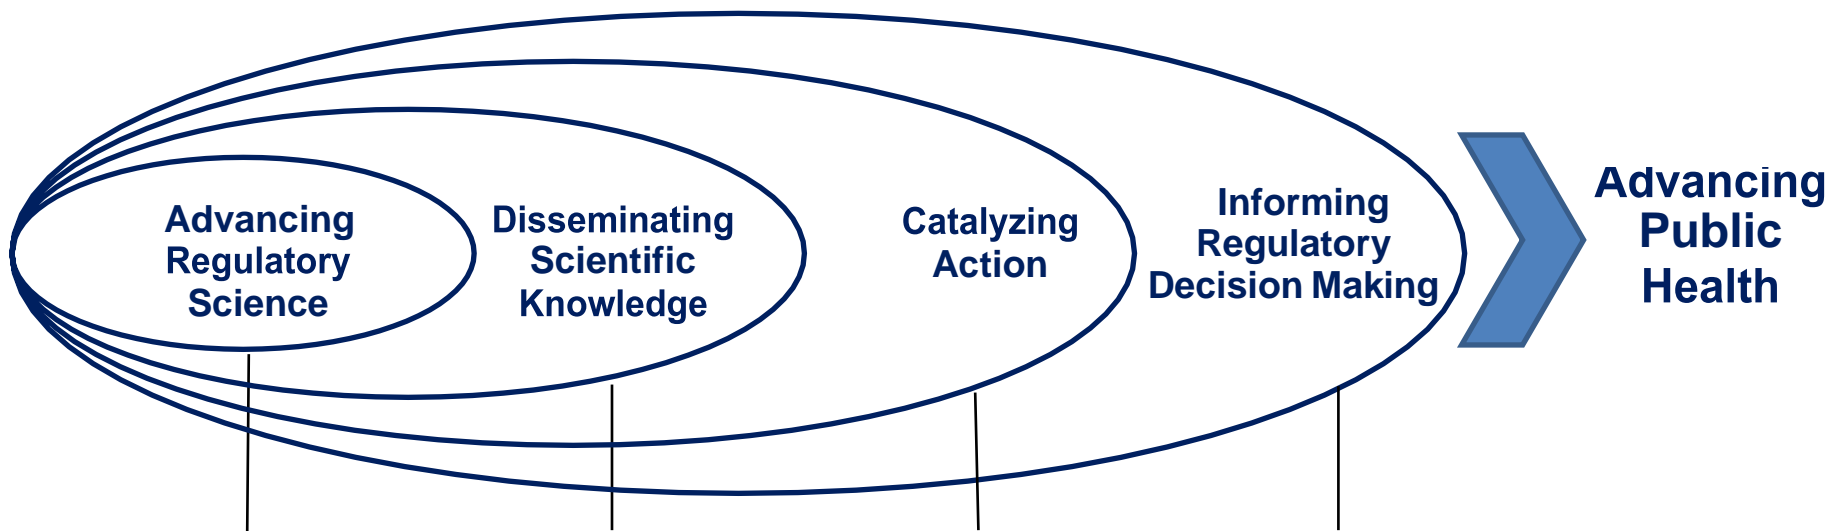 Advancing
Regulatory
Science
Disseminating
Scientific
Knowledge
Catalyzing
Action
Informing
Regulatory
Decision Making
Advancing
Public
Health